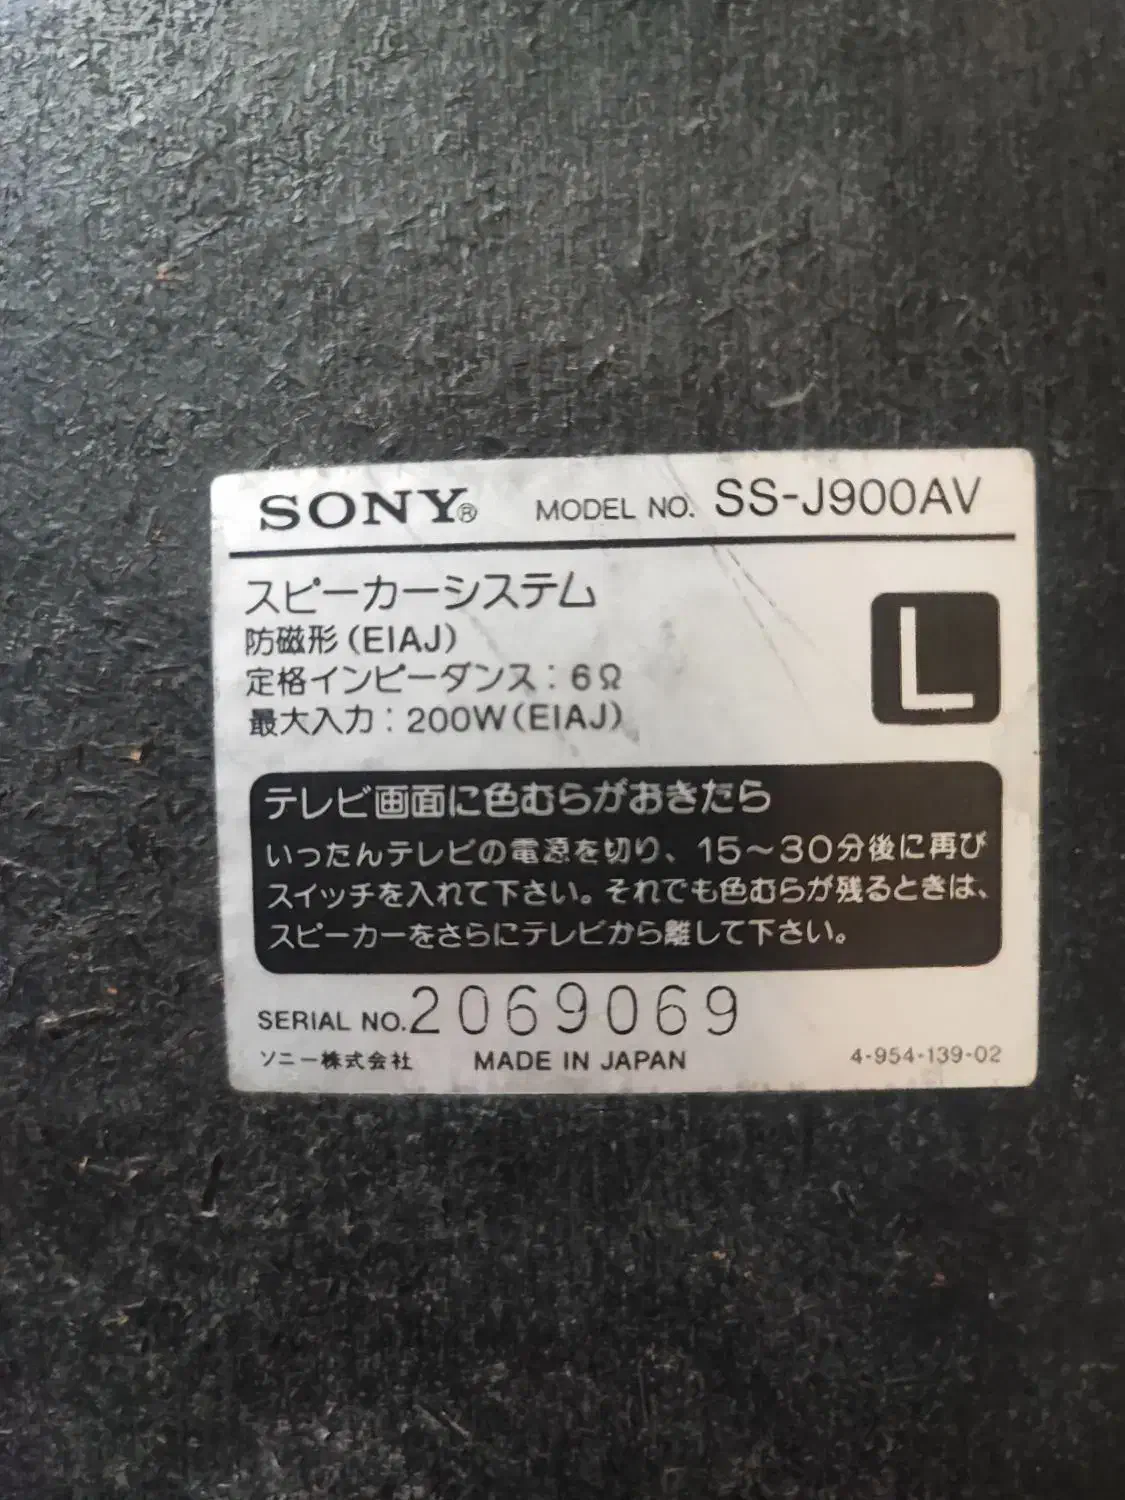 SONY® MODEL NO. SS-J900AV
スピーカーシステム
防磁形(EIAJ)
定格インピーダンス:6Ω
最大入力:200W(EIAJ)
L
テレビ画面に色むらがおきたら
いったんテレビの電源を切り、15〜30分後に再び
スイッチを入れて下さい。それでも色むらが残るときは、
スピーカーをさらにテレビから離して下さい。
SERIAL NO. 2069069
ソニー株式会社 MADE IN JAPAN 4-954-139-02